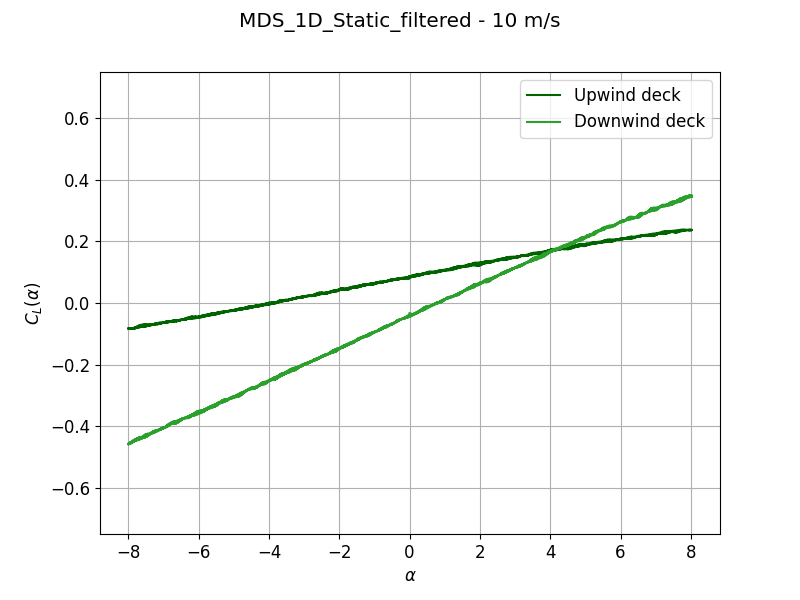 MDS_1D_Static_filtered - 10 m/s
Upwind deck
Downwind deck
0.6
0.4
0.2
0.0
−0.2
−0.4
−0.6
C_L(α)
−8 −6 −4 −2 0 2 4 6 8
α